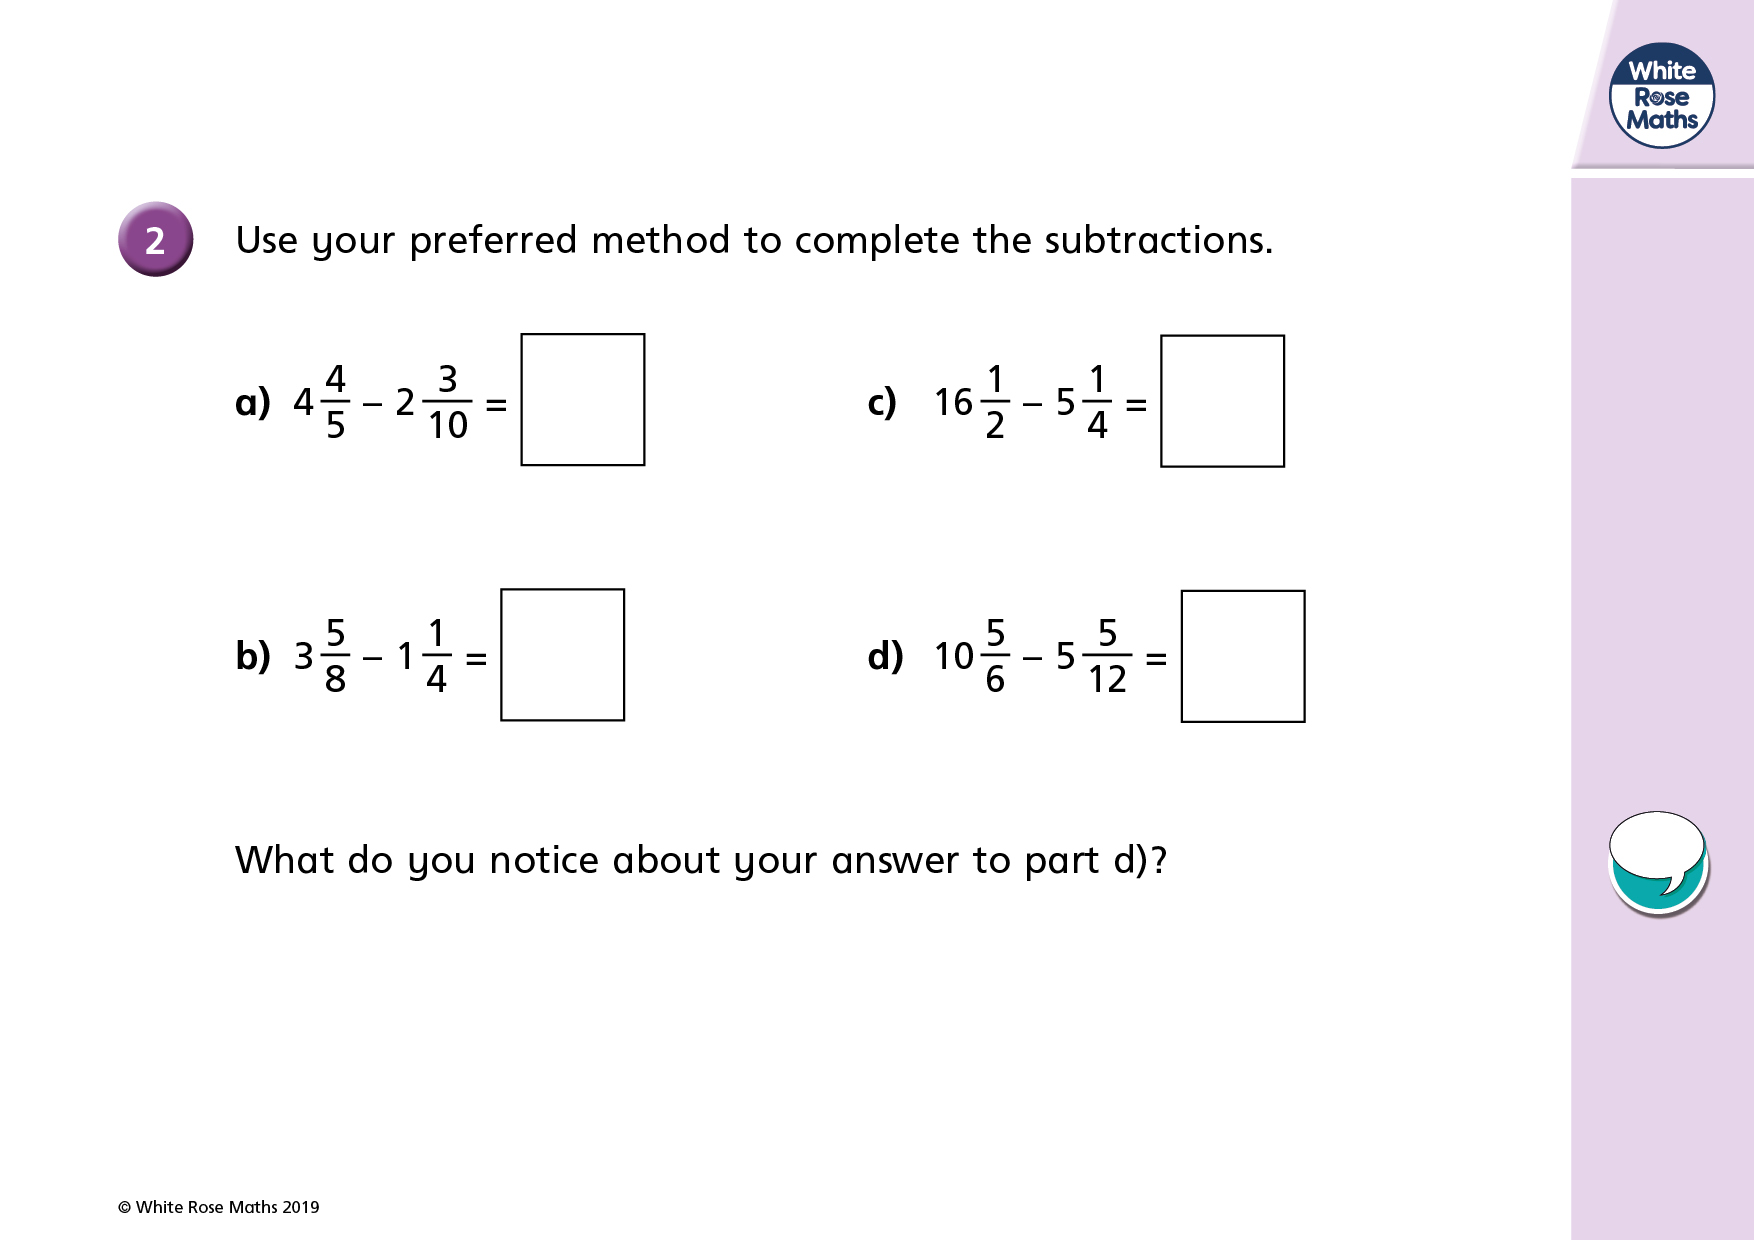 White
Rose
Maths
2 Use your preferred method to complete the subtractions.
a) 4 4/5 – 2 3/10 =
c) 16 1/2 – 5 1/4 =
b) 3 5/8 – 1 1/4 =
d) 10 5/6 – 5 5/12 =
What do you notice about your answer to part d)?
© White Rose Maths 2019